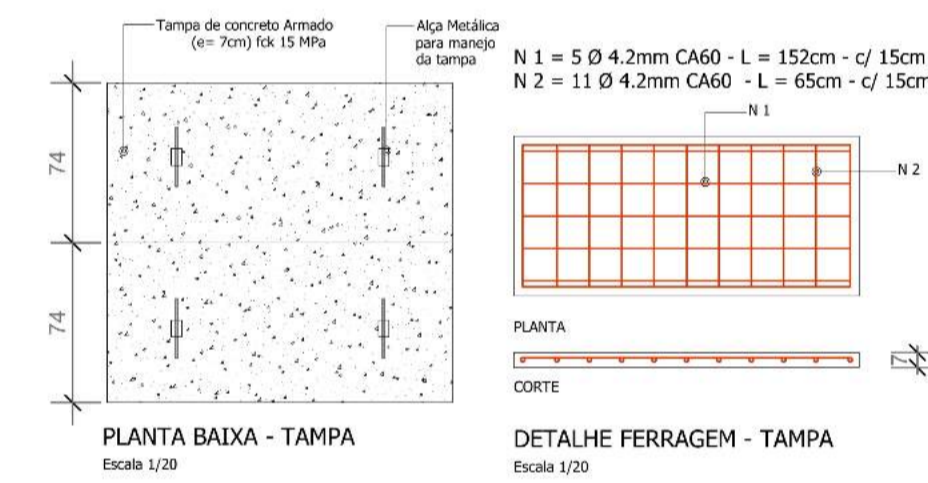 Tampa de concreto Armado
(e= 7cm) fck 15 MPa
Alça Metálica
para manejo
da tampa
74
74
PLANTA BAIXA - TAMPA
Escala 1/20
N 1 = 5 Ø 4.2mm CA60 - L = 152cm - c/ 15cm
N 2 = 11 Ø 4.2mm CA60 - L = 65cm - c/ 15cm
N 1
N 2
PLANTA
7
CORTE
DETALHE FERRAGEM - TAMPA
Escala 1/20